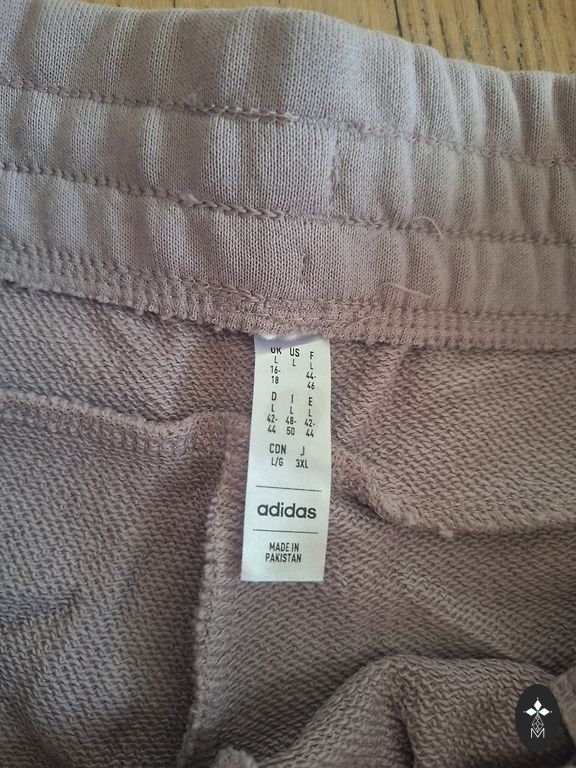 UK US F
L L L
16- 44-
18 46
D I E
L L L
42- 48- 42-
44 50 44
CDN J
L/G 3XL
adidas
MADE IN
PAKISTAN
M